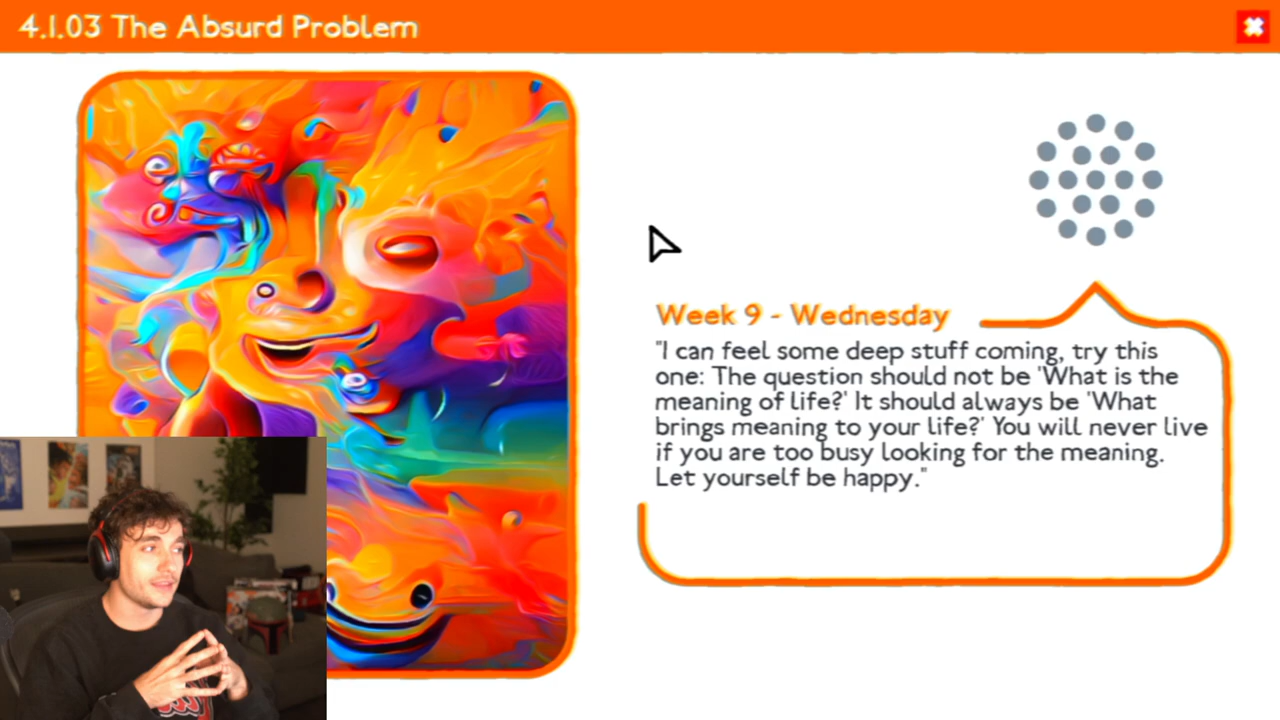 4.1.03 The Absurd Problem
Week 9 - Wednesday
"I can feel some deep stuff coming, try this
one: The question should not be 'What is the
meaning of life?' It should always be 'What
brings meaning to your life?' You will never live
if you are too busy looking for the meaning.
Let yourself be happy."